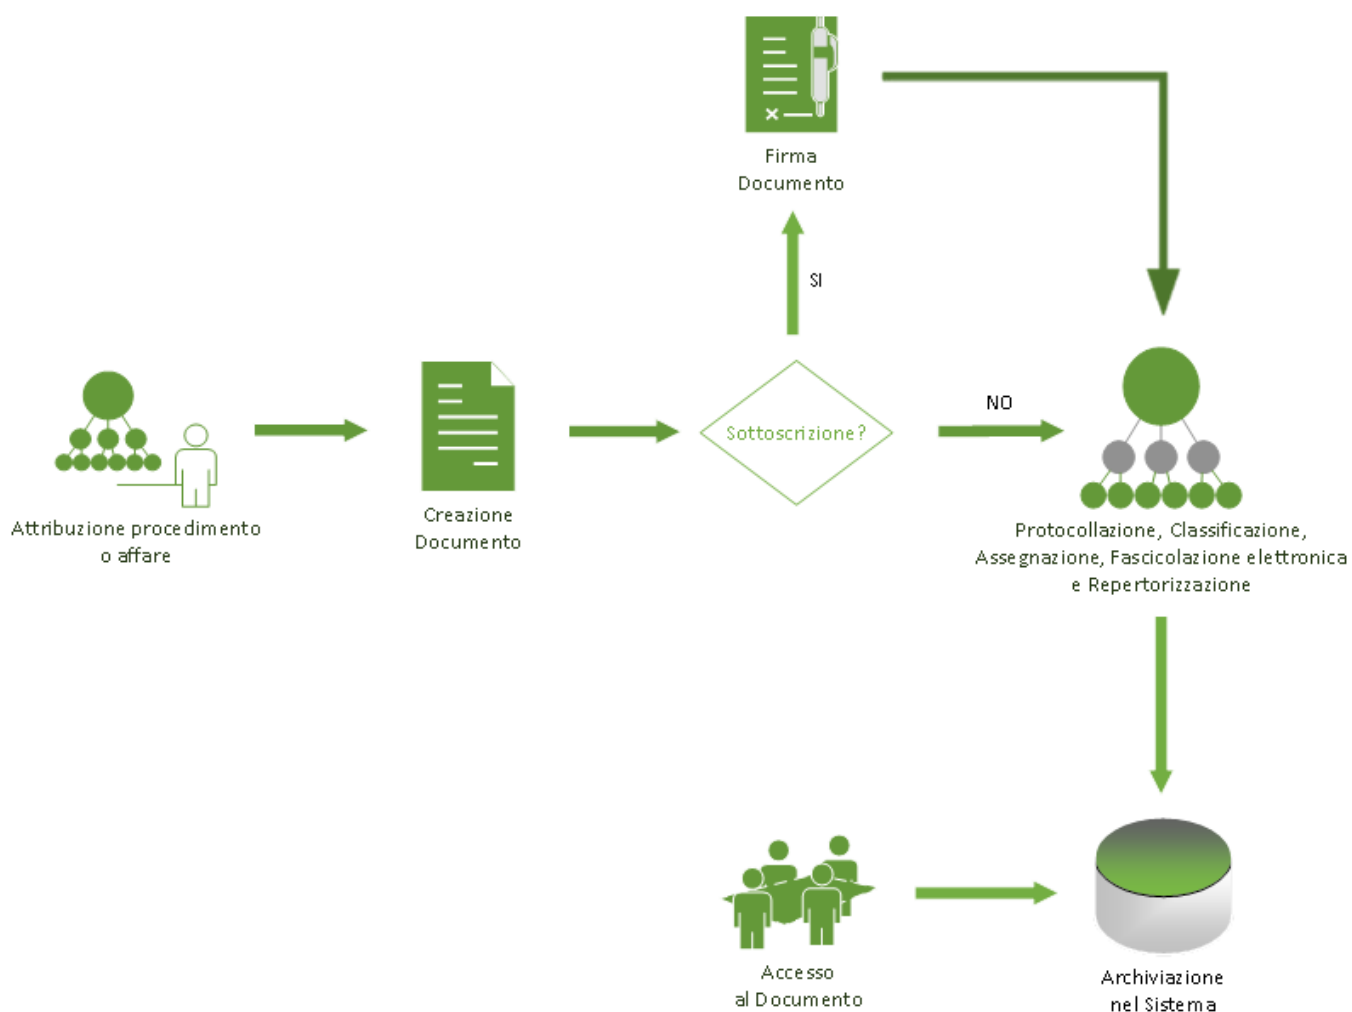 Firma
Documento
SI
Attribuzione procedimento
o affare
Creazione
Documento
Sottoscrizione?
NO
Protocollazione, Classificazione,
Assegnazione, Fascicolazione elettronica
e Repertorizzazione
Accesso
al Documento
Archiviazione
nel Sistema